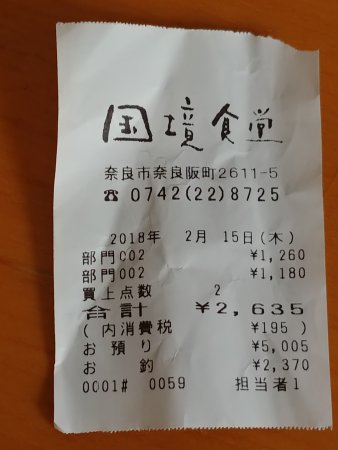 国境食堂
奈良市奈良阪町2611-5
☎ 0742(22)8725
2018年 2月 15日(木)
部門002 ¥1,260
部門002 ¥1,180
買上点数 2
合計 ¥2,635
(内消費税 ¥195)
お預り ¥5,005
お釣 ¥2,370
0001# 0059 担当者1